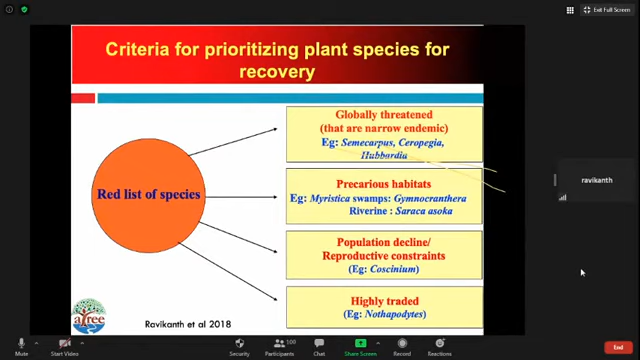 Exit Full Screen
Criteria for prioritizing plant species for
recovery
Red list of species
Globally threatened
(that are narrow endemic)
Eg: Semecarpus, Ceropegia,
Hubbardia
Precarious habitats
Eg: Myristica swamps: Gymnocranthera
Riverine : Saraca asoka
Population decline/
Reproductive constraints
(Eg: Coscinium)
Highly traded
(Eg: Nothapodytes)
atree
Ravikanth et al 2018
ravikanth
Mute
Start Video
Security
100
Participants
Chat
Share Screen
Record
Reactions
End